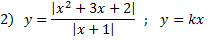 2) y = |x² + 3x + 2| / |x + 1| ; y = kx